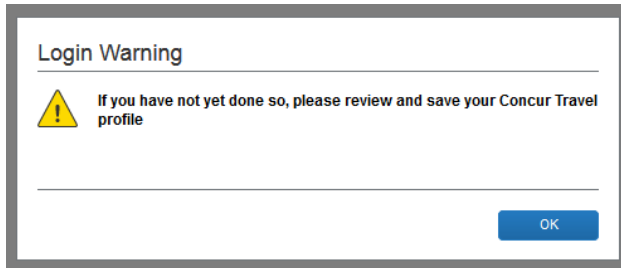 Login Warning
If you have not yet done so, please review and save your Concur Travel
profile
OK